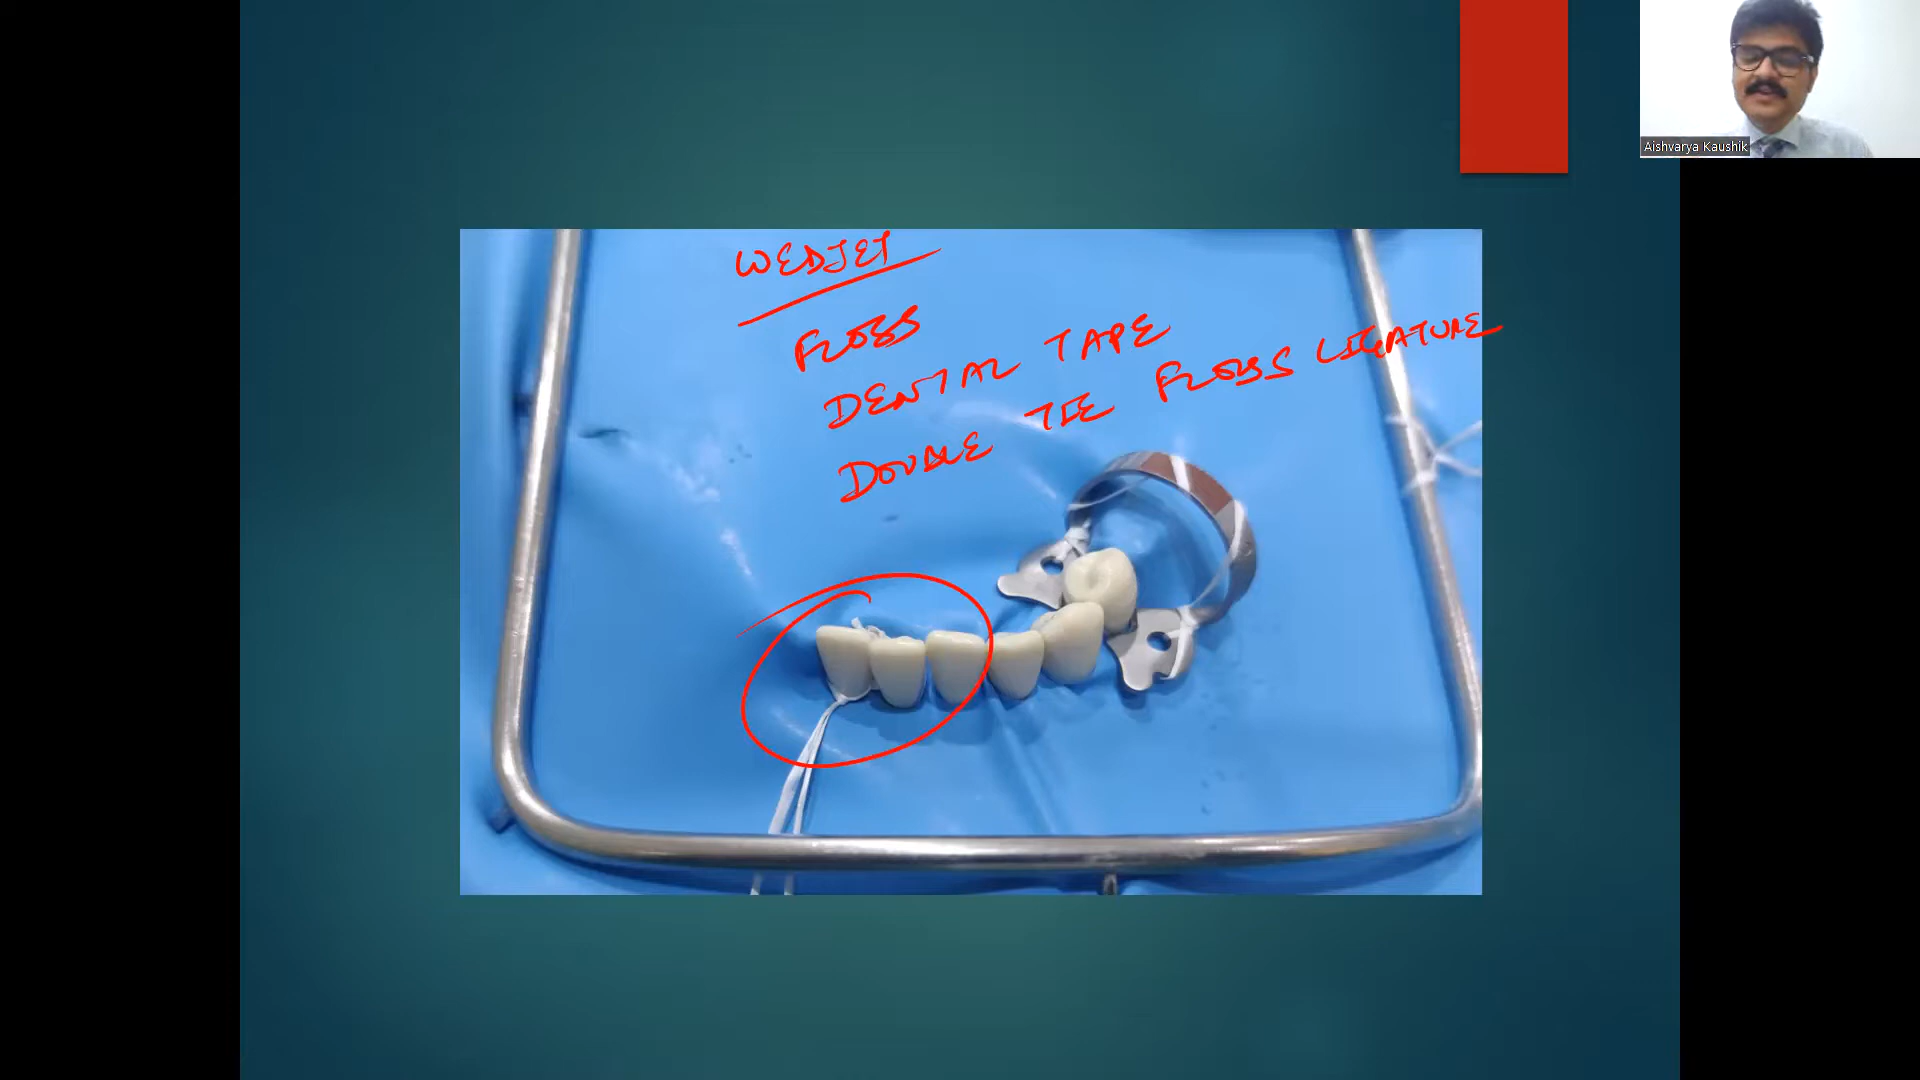 Aishvarya Kaushik
WEDJET
FLOSS
DENTAL TAPE
DOUBLE TIE FLOSS LIGATURE